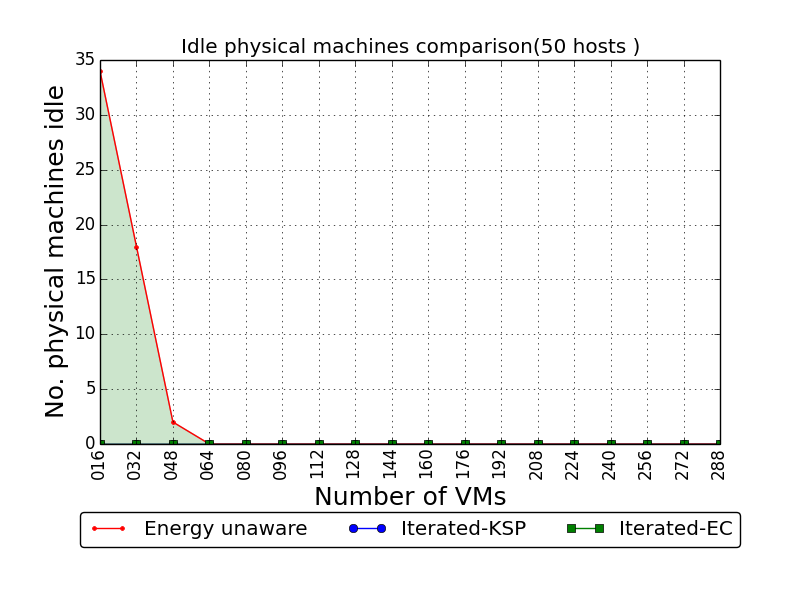 Idle physical machines comparison(50 hosts )
No. physical machines idle
35
30
25
20
15
10
5
0
016 032 048 064 080 096 112 128 144 160 176 192 208 224 240 256 272 288
Number of VMs
Energy unaware Iterated-KSP Iterated-EC